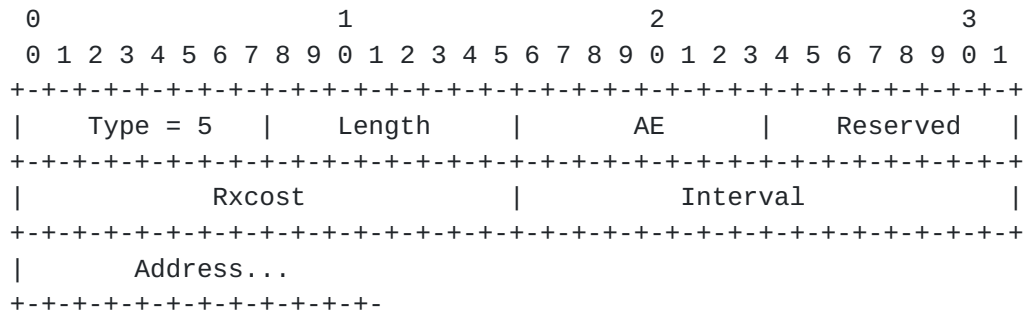 0                   1                   2                   3
 0 1 2 3 4 5 6 7 8 9 0 1 2 3 4 5 6 7 8 9 0 1 2 3 4 5 6 7 8 9 0 1
+-+-+-+-+-+-+-+-+-+-+-+-+-+-+-+-+-+-+-+-+-+-+-+-+-+-+-+-+-+-+-+-+
|    Type = 5   |    Length     |       AE      |    Reserved   |
+-+-+-+-+-+-+-+-+-+-+-+-+-+-+-+-+-+-+-+-+-+-+-+-+-+-+-+-+-+-+-+-+
|            Rxcost             |          Interval             |
+-+-+-+-+-+-+-+-+-+-+-+-+-+-+-+-+-+-+-+-+-+-+-+-+-+-+-+-+-+-+-+-+
|       Address...
+-+-+-+-+-+-+-+-+-+-+-+-